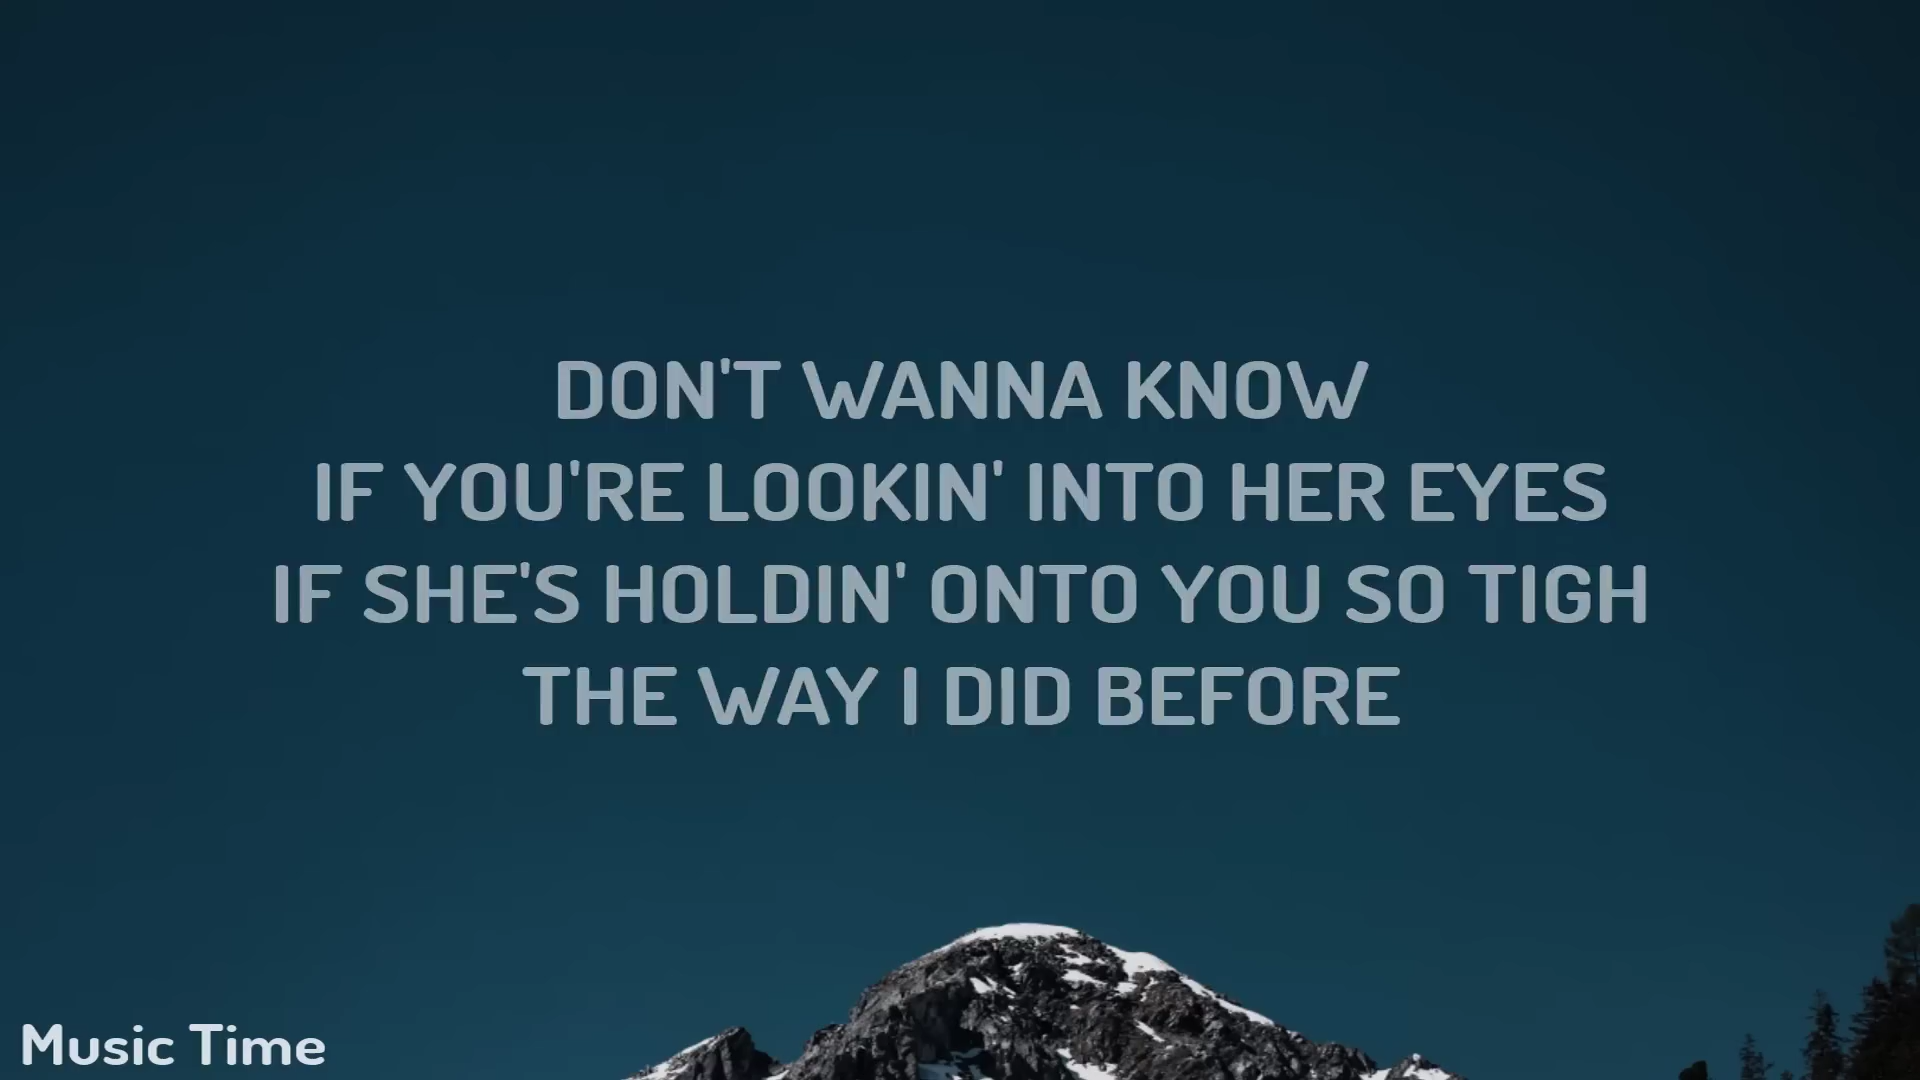 DON'T WANNA KNOW
IF YOU'RE LOOKIN' INTO HER EYES
IF SHE'S HOLDIN' ONTO YOU SO TIGH
THE WAY I DID BEFORE
Music Time